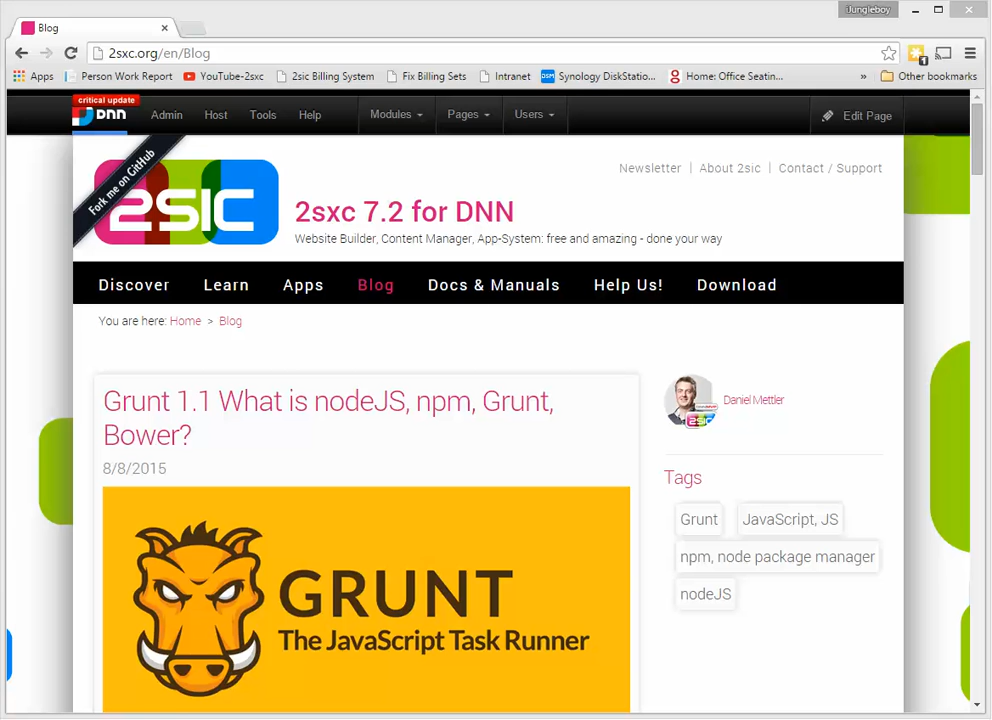 iJungleboy
Blog
2sxc.org/en/Blog
Apps Person Work Report YouTube-2sxc 2sic Billing System Fix Billing Sets Intranet DSM Synology DiskStatio... Home: Office Seatin... » Other bookmarks
critical update
DNN Admin Host Tools Help Modules Pages Users Edit Page
Fork me on GitHub
2SIC
Newsletter | About 2sic | Contact / Support
2sxc 7.2 for DNN
Website Builder, Content Manager, App-System: free and amazing - done your way
Discover Learn Apps Blog Docs & Manuals Help Us! Download
You are here: Home > Blog
Grunt 1.1 What is nodeJS, npm, Grunt,
Bower?
8/8/2015
GRUNT
The JavaScript Task Runner
Daniel Mettler
Tags
Grunt JavaScript, JS
npm, node package manager
nodeJS